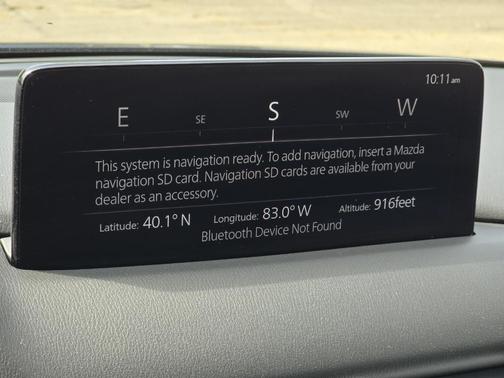 10:11 am
E SE S SW W
This system is navigation ready. To add navigation, insert a Mazda
navigation SD card. Navigation SD cards are available from your
dealer as an accessory.
Latitude: 40.1° N Longitude: 83.0° W Altitude: 916feet
Bluetooth Device Not Found